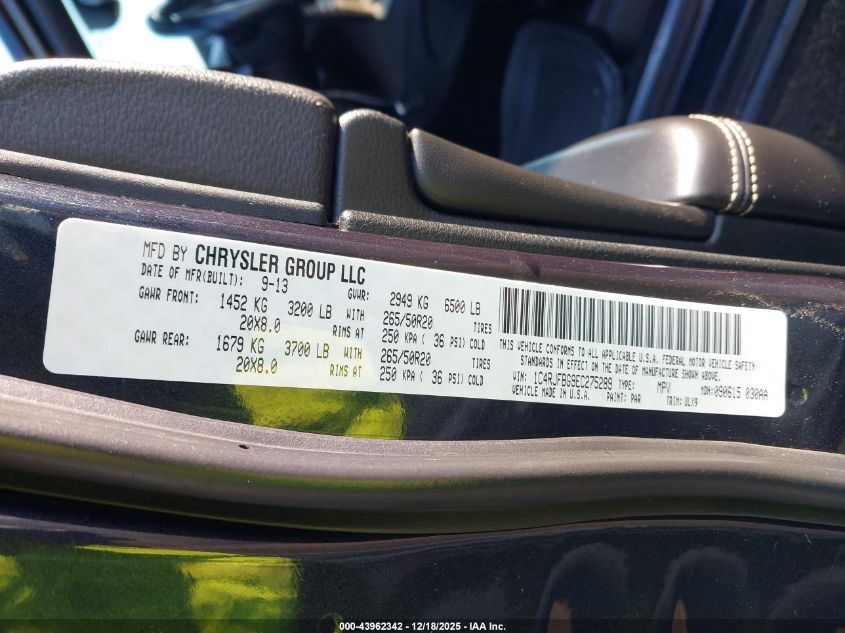 MFD BY CHRYSLER GROUP LLC
DATE OF MFR(BUILT): 9-13 GVWR: 2949 KG 6500 LB
GAWR FRONT: 1452 KG 3200 LB WITH 265/50R20 TIRES
20X8.0 RIMS AT 250 KPA ( 36 PSI) COLD
GAWR REAR: 1679 KG 3700 LB WITH 265/50R20 TIRES
20X8.0 RIMS AT 250 KPA ( 36 PSI) COLD
THIS VEHICLE CONFORMS TO ALL APPLICABLE U.S.A. FEDERAL MOTOR VEHICLE SAFETY
STANDARDS IN EFFECT ON THE DATE OF MANUFACTURE SHOWN ABOVE.
VIN: 1C4RJFBG9EC275289 TYPE: MPV MDH:090615 030AA
VEHICLE MADE IN U.S.A. PAINT: PAR TRIM: ULX9
000-43962342 / 12/18/2025 - IAA Inc.